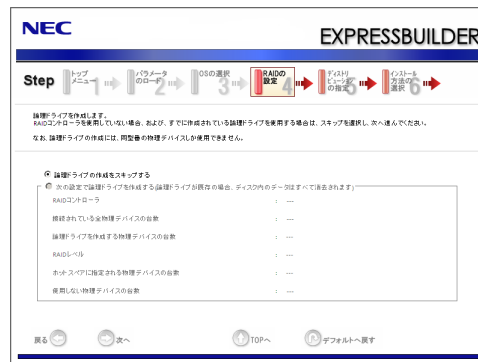 NEC
EXPRESSBUILDER
Step
トップメニュー 1
パラメータのロード 2
OSの選択 3
RAIDの設定 4
ディストリビューションの指定 5
インストール方法の選択 6
論理ドライブを作成します。
RAIDコントローラを使用していない場合、および、すでに作成されている論理ドライブを使用する場合は、スキップを選択し、次へ進んでください。
なお、論理ドライブの作成には、同型番の物理デバイスしか使用できません。
論理ドライブの作成をスキップする
次の設定で論理ドライブを作成する(論理ドライブが既存の場合、ディスク内のデータはすべて消去されます)
RAIDコントローラ : ---
接続されている全物理デバイスの台数 : ---
論理ドライブを作成する物理デバイスの台数 : ---
RAIDレベル : ---
ホットスペアに指定される物理デバイスの台数 : ---
使用しない物理デバイスの台数 : ---
戻る 次へ TOPへ デフォルトへ戻す